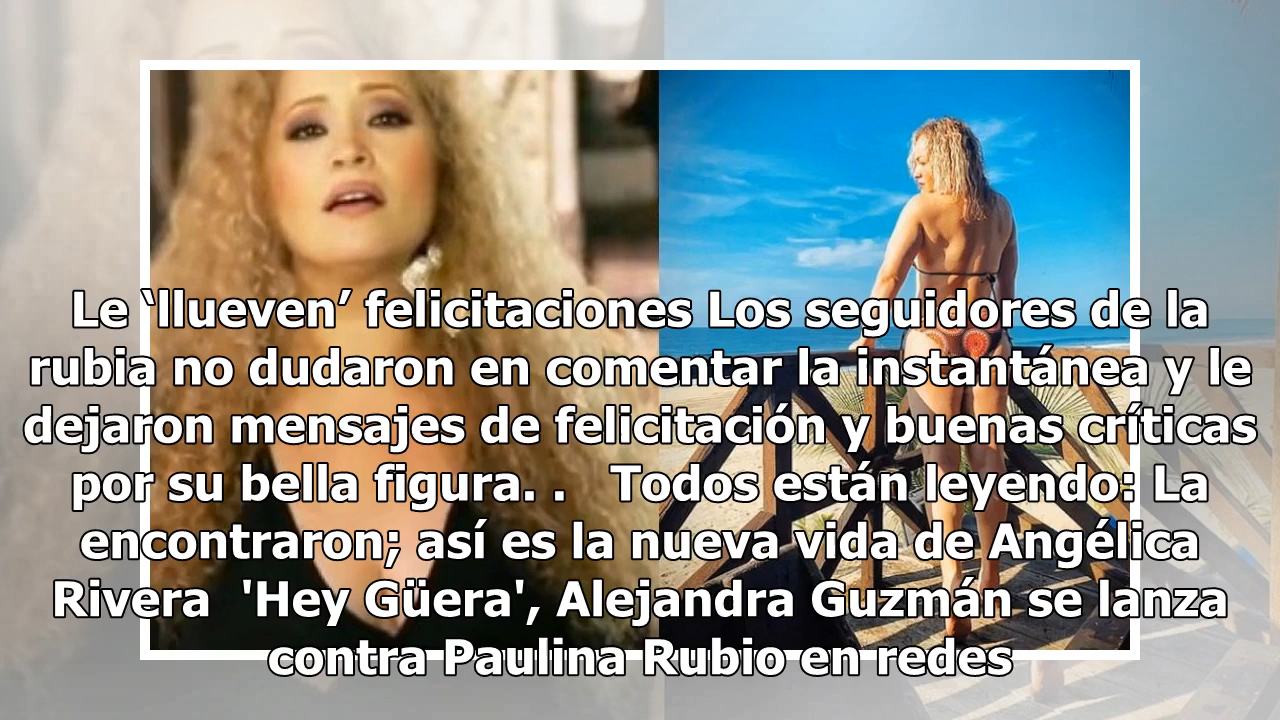 Le ‘llueven’ felicitaciones Los seguidores de la
rubia no dudaron en comentar la instantánea y le
dejaron mensajes de felicitación y buenas críticas
por su bella figura. .   Todos están leyendo: La
encontraron; así es la nueva vida de Angélica
Rivera  'Hey Güera', Alejandra Guzmán se lanza
contra Paulina Rubio en redes